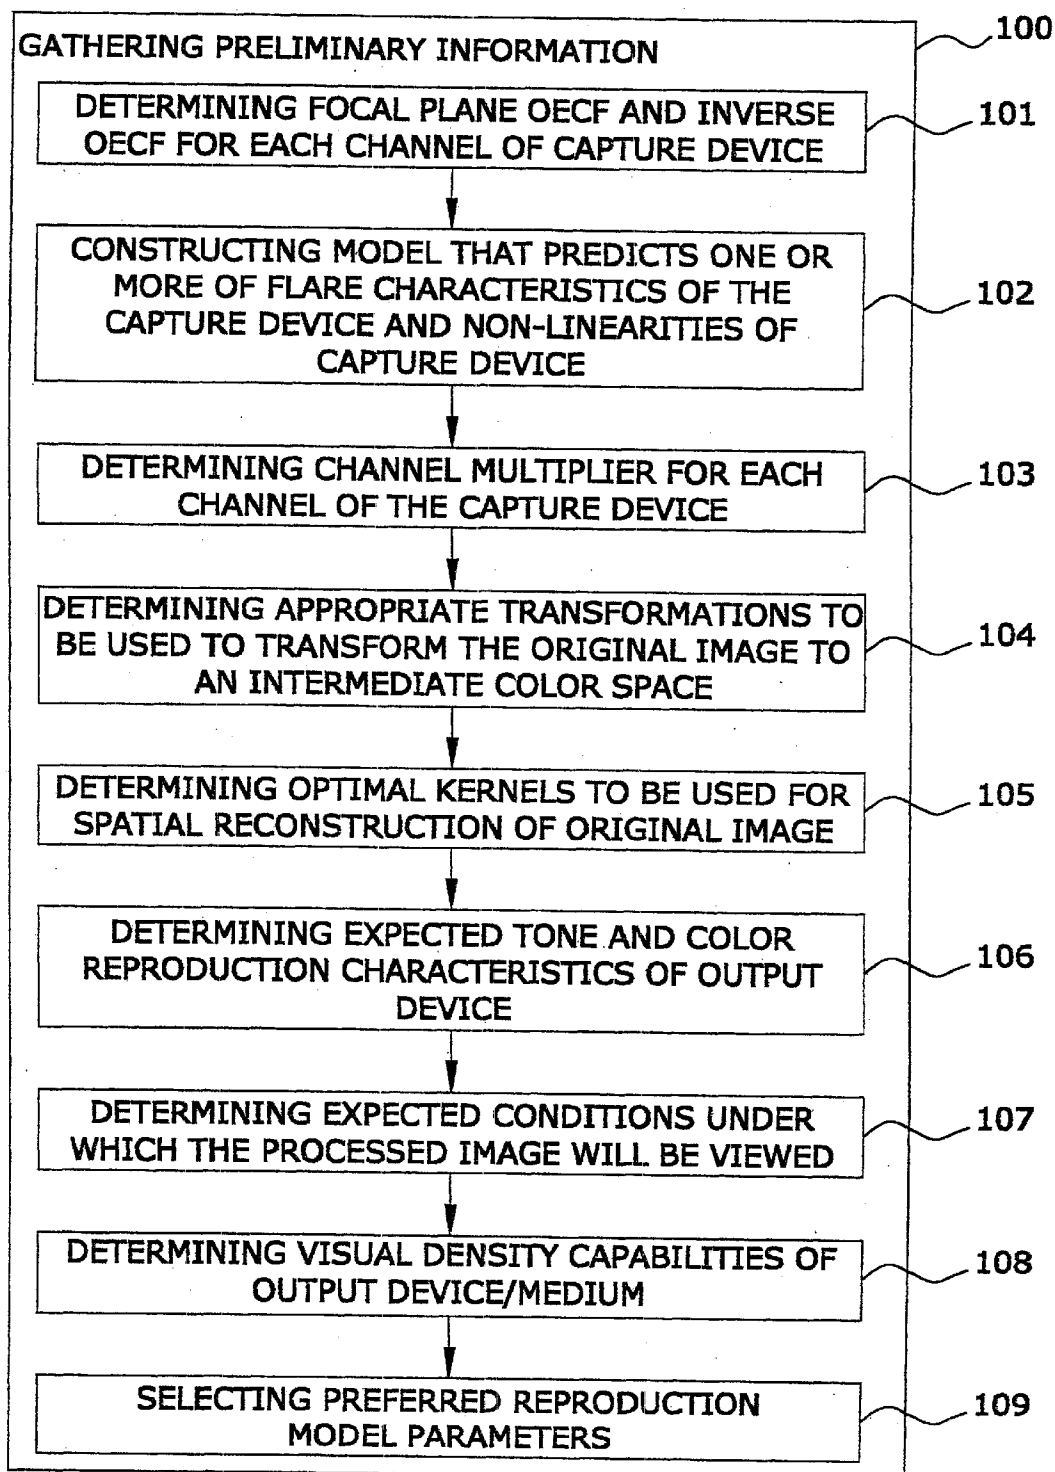 100
GATHERING PRELIMINARY INFORMATION
DETERMINING FOCAL PLANE OECF AND INVERSE
OECF FOR EACH CHANNEL OF CAPTURE DEVICE
101
CONSTRUCTING MODEL THAT PREDICTS ONE OR
MORE OF FLARE CHARACTERISTICS OF THE
CAPTURE DEVICE AND NON-LINEARITIES OF
CAPTURE DEVICE
102
DETERMINING CHANNEL MULTIPLIER FOR EACH
CHANNEL OF THE CAPTURE DEVICE
103
DETERMINING APPROPRIATE TRANSFORMATIONS TO
BE USED TO TRANSFORM THE ORIGINAL IMAGE TO
AN INTERMEDIATE COLOR SPACE
104
DETERMINING OPTIMAL KERNELS TO BE USED FOR
SPATIAL RECONSTRUCTION OF ORIGINAL IMAGE
105
DETERMINING EXPECTED TONE AND COLOR
REPRODUCTION CHARACTERISTICS OF OUTPUT
DEVICE
106
DETERMINING EXPECTED CONDITIONS UNDER
WHICH THE PROCESSED IMAGE WILL BE VIEWED
107
DETERMINING VISUAL DENSITY CAPABILITIES OF
OUTPUT DEVICE/MEDIUM
108
SELECTING PREFERRED REPRODUCTION
MODEL PARAMETERS
109